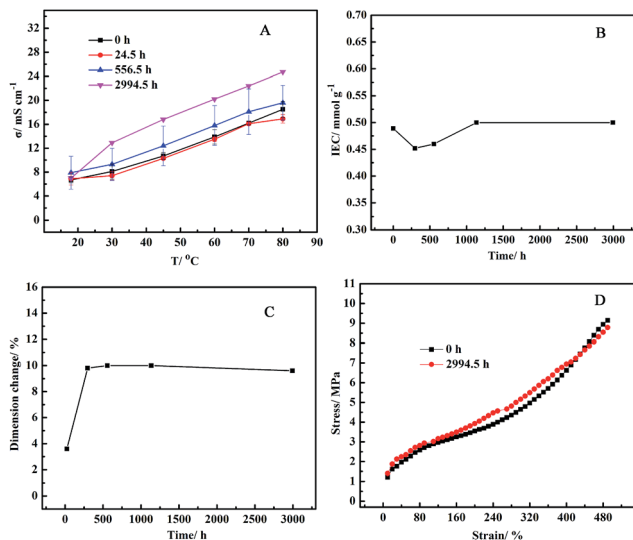 A
0 h
24.5 h
556.5 h
2994.5 h
σ/ mS cm⁻¹
28
24
20
16
12
8
4
0
10 20 30 40 50 60 70 80 90
T/ °C
B
IEC/ mmol g⁻¹
0.70
0.65
0.60
0.55
0.50
0.45
0.40
0.35
0.30
0 500 1000 1500 2000 2500 3000
Time/ h
C
Dimension change/ %
16
14
12
10
8
6
4
2
0
0 500 1000 1500 2000 2500 3000
Time/ h
D
0 h
2994.5 h
Stress/ MPa
11
10
9
8
7
6
5
4
3
2
1
0
0 80 160 240 320 400 480
Strain/ %